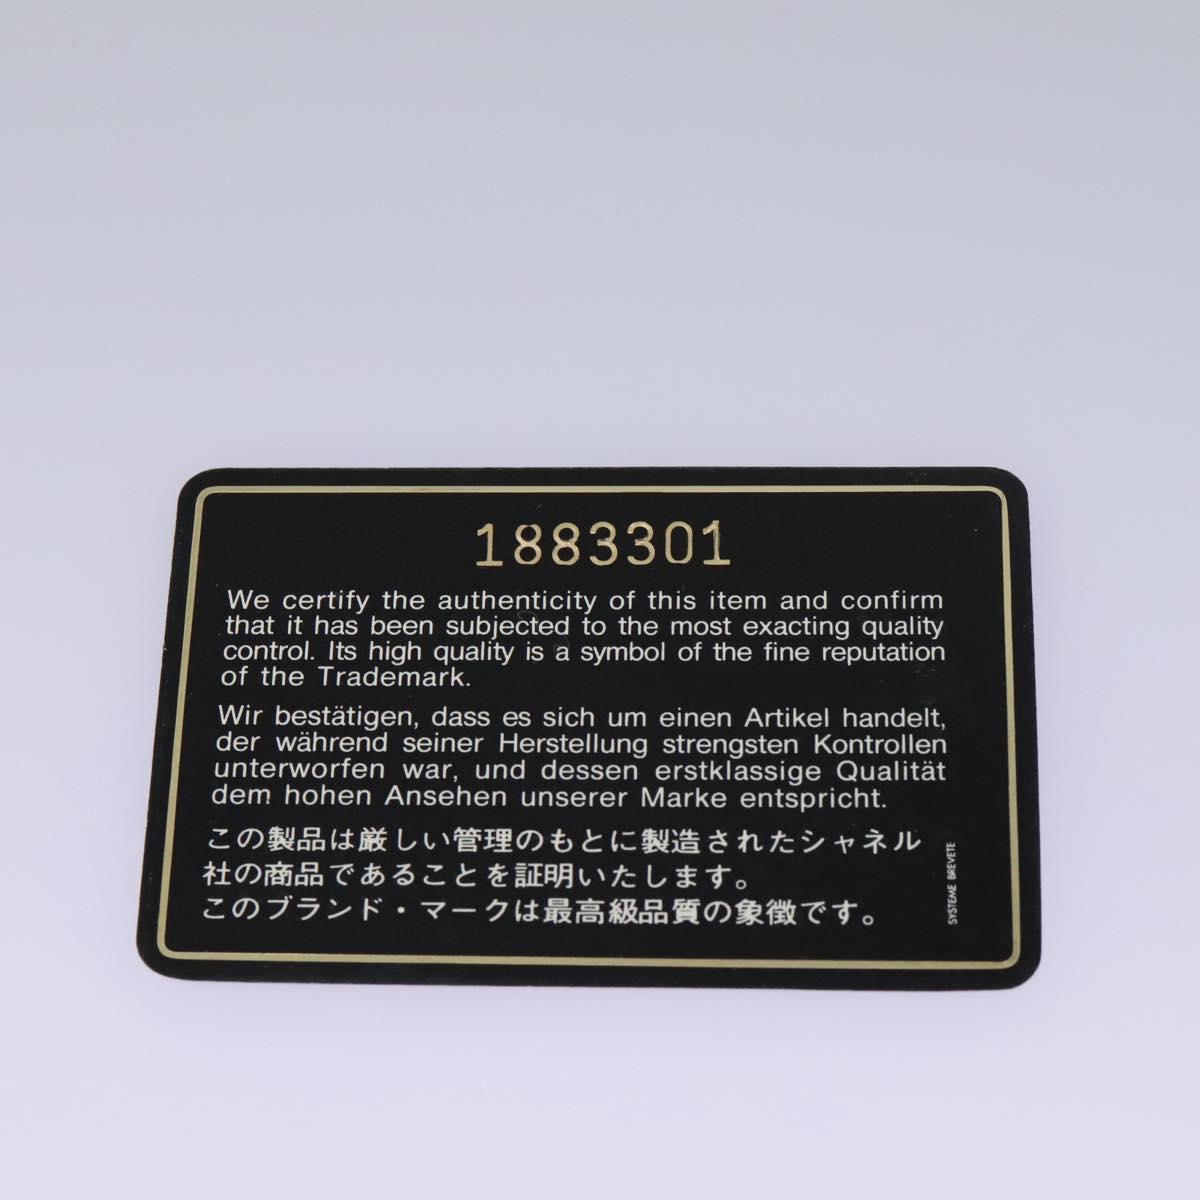 1883301
We certify the authenticity of this item and confirm
that it has been subjected to the most exacting quality
control. Its high quality is a symbol of the fine reputation
of the Trademark.
Wir bestätigen, dass es sich um einen Artikel handelt,
der während seiner Herstellung strengsten Kontrollen
unterworfen war, und dessen erstklassige Qualität
dem hohen Ansehen unserer Marke entspricht.
この製品は厳しい管理のもとに製造されたシャネル
社の商品であることを証明いたします。
このブランド・マークは最高級品質の象徴です。
SYSTEME BREVETE